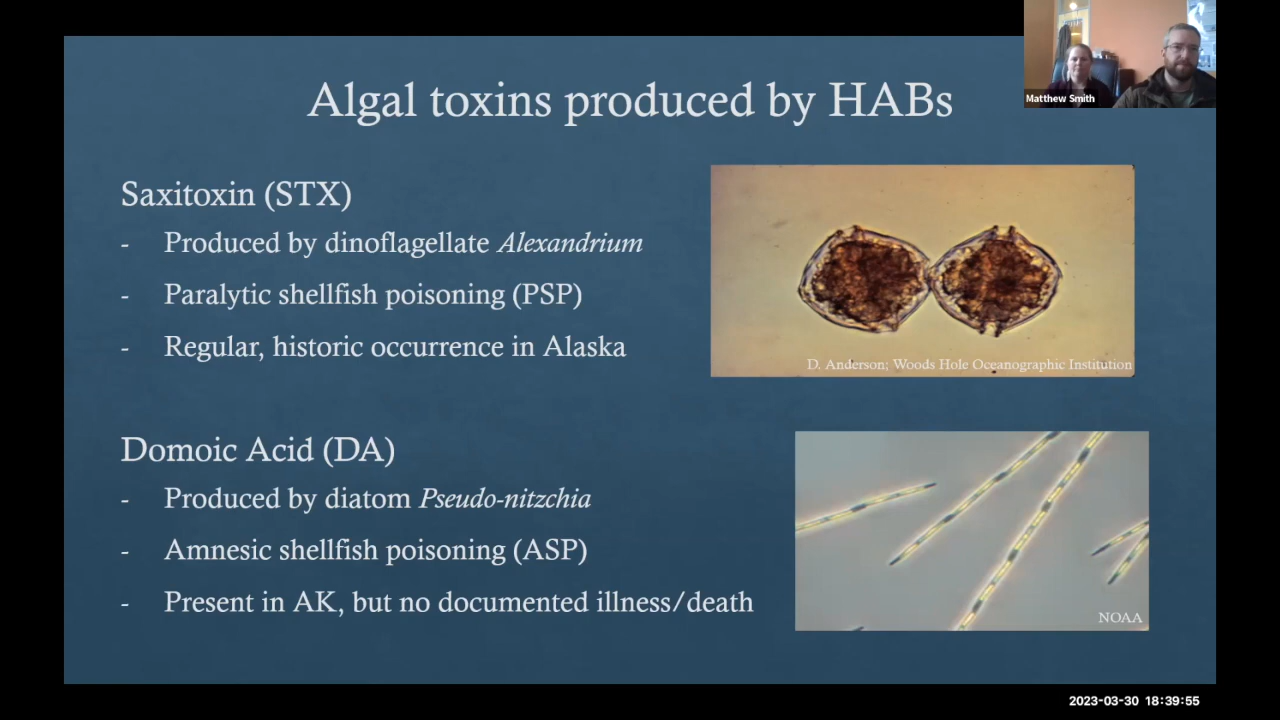 Algal toxins produced by HABs
Matthew Smith
Saxitoxin (STX)
- Produced by dinoflagellate Alexandrium
- Paralytic shellfish poisoning (PSP)
- Regular, historic occurrence in Alaska
D. Anderson; Woods Hole Oceanographic Institution
Domoic Acid (DA)
- Produced by diatom Pseudo-nitzchia
- Amnesic shellfish poisoning (ASP)
- Present in AK, but no documented illness/death
NOAA
2023-03-30 18:39:55